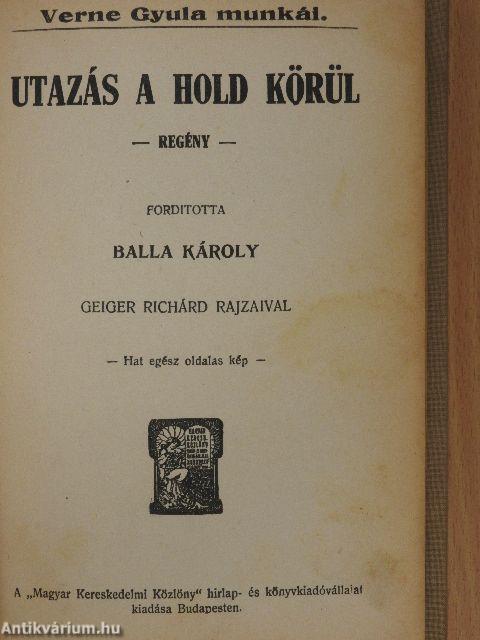 Verne Gyula munkái.
UTAZÁS A HOLD KÖRÜL
— REGÉNY —
FORDITOTTA
BALLA KÁROLY
GEIGER RICHÁRD RAJZAIVAL
— Hat egész oldalas kép —
A „Magyar Kereskedelmi Közlöny" hirlap- és könyvkiadóvállalat
kiadása Budapesten.
Antikvárium.hu